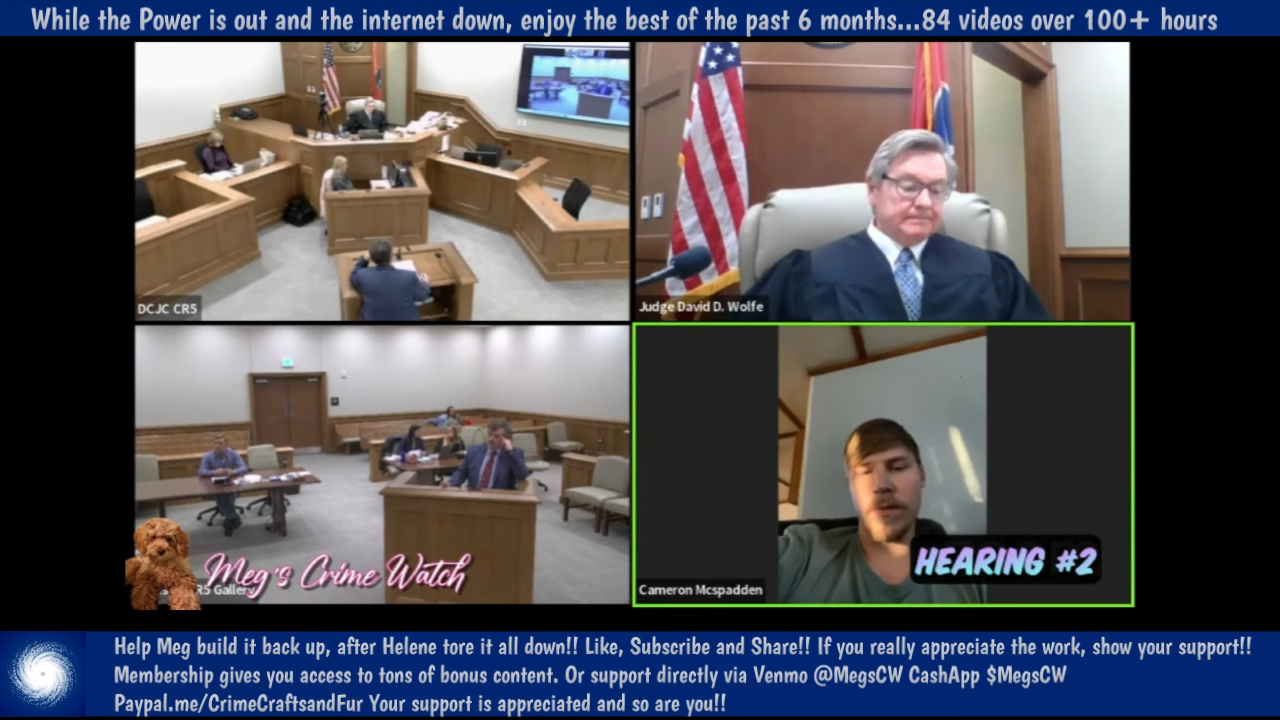 While the Power is out and the internet down, enjoy the best of the past 6 months...84 videos over 100+ hours
DCJC CR5
Judge David D. Wolfe
Meg's Crime Watch
R5 Gallery
HEARING #2
Cameron Mcspadden
Help Meg build it back up, after Helene tore it all down!! Like, Subscribe and Share!! If you really appreciate the work, show your support!!
Membership gives you access to tons of bonus content. Or support directly via Venmo @MegsCW CashApp $MegsCW
Paypal.me/CrimeCraftsandFur Your support is appreciated and so are you!!